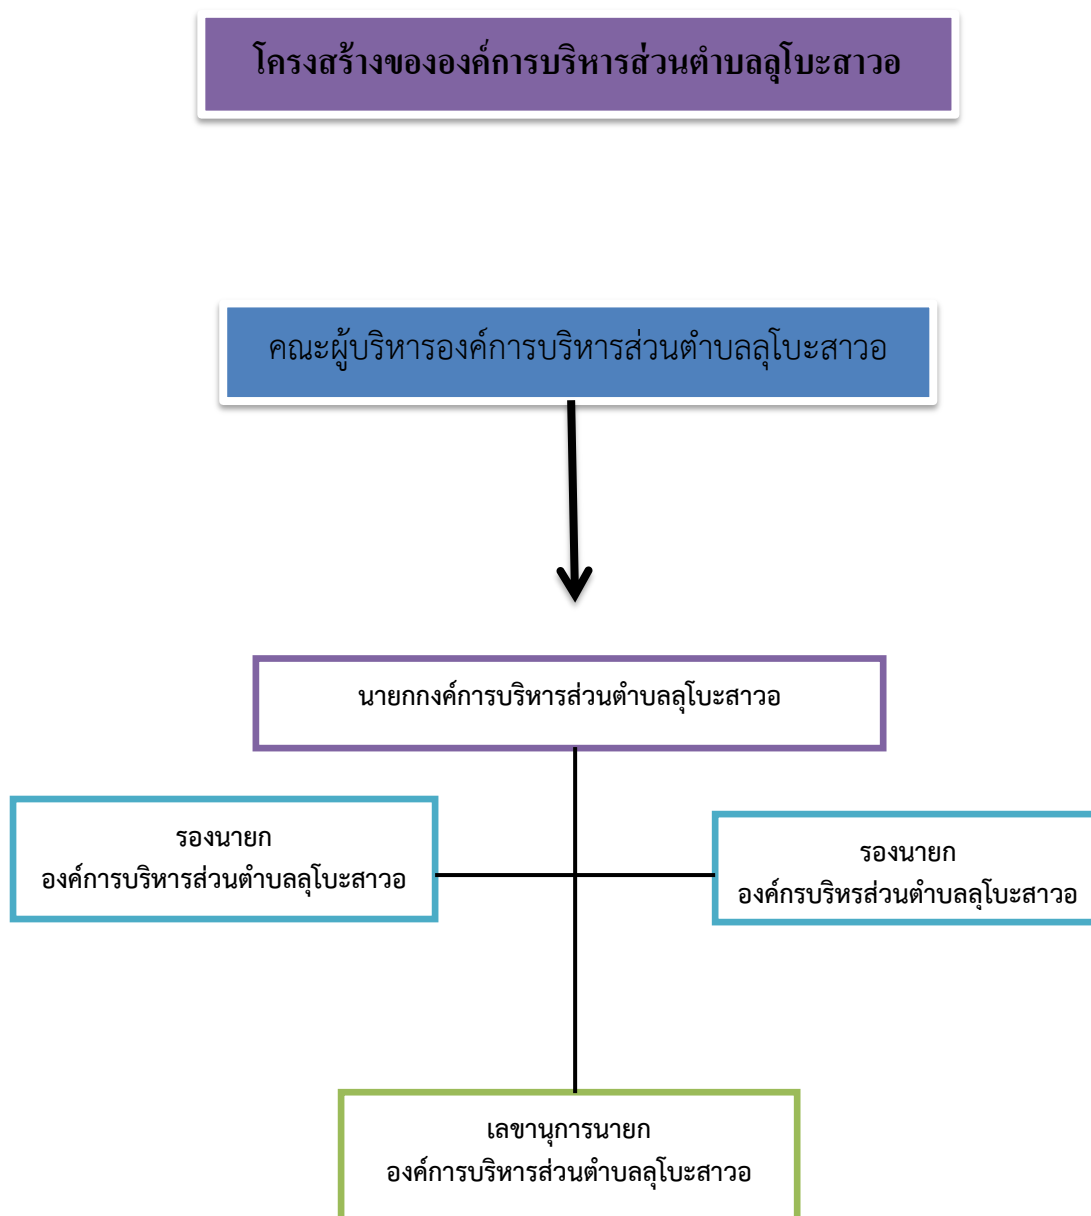 โครงสร้างขององค์การบริหารส่วนตำบลลุโบะสาวอ
คณะผู้บริหารองค์การบริหารส่วนตำบลลุโบะสาวอ
นายกกงค์การบริหารส่วนตำบลลุโบะสาวอ
รองนายก
องค์การบริหารส่วนตำบลลุโบะสาวอ
รองนายก
องค์กรบริหรส่วนตำบลลุโบะสาวอ
เลขานุการนายก
องค์การบริหารส่วนตำบลลุโบะสาวอ